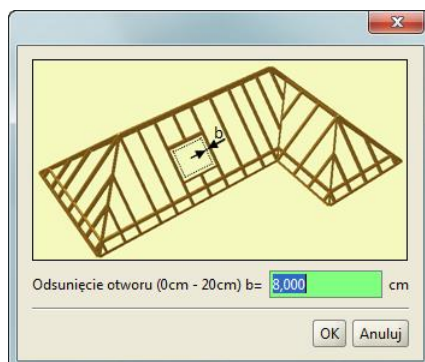 b
Odsunięcie otworu (0cm - 20cm) b= 8,000 cm
OK Anuluj